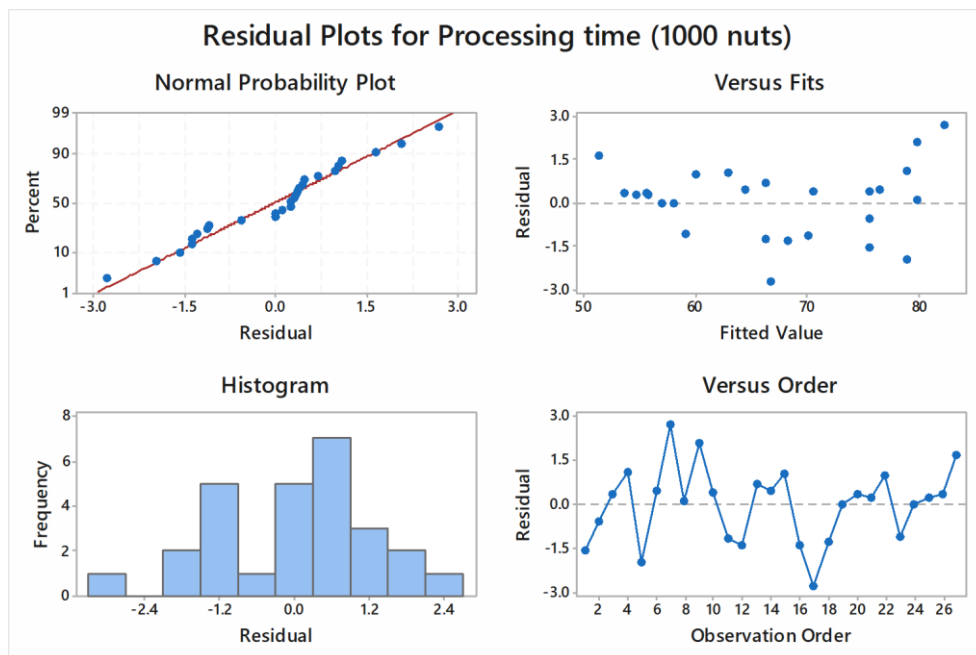 Residual Plots for Processing time (1000 nuts)
Normal Probability Plot
99
90
50
10
1
Percent
-3.0 -1.5 0.0 1.5 3.0
Residual
Versus Fits
3.0
1.5
0.0
-1.5
-3.0
Residual
50 60 70 80
Fitted Value
Histogram
8
6
4
2
0
Frequency
-2.4 -1.2 0.0 1.2 2.4
Residual
Versus Order
3.0
1.5
0.0
-1.5
-3.0
Residual
2 4 6 8 10 12 14 16 18 20 22 24 26
Observation Order